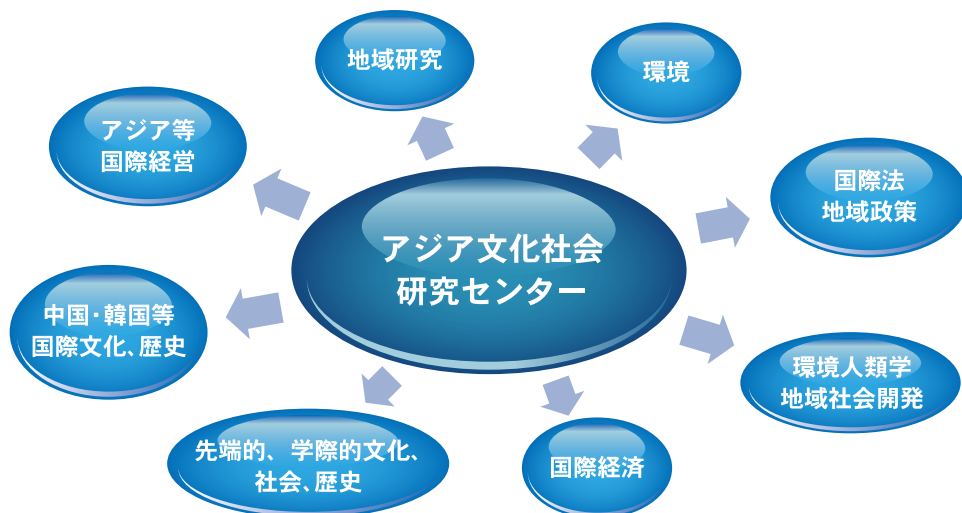 地域研究
環境
アジア等
国際経営
国際法
地域政策
アジア文化社会
研究センター
中国・韓国等
国際文化、歴史
環境人類学
地域社会開発
先端的、学際的文化、
社会、歴史
国際経済